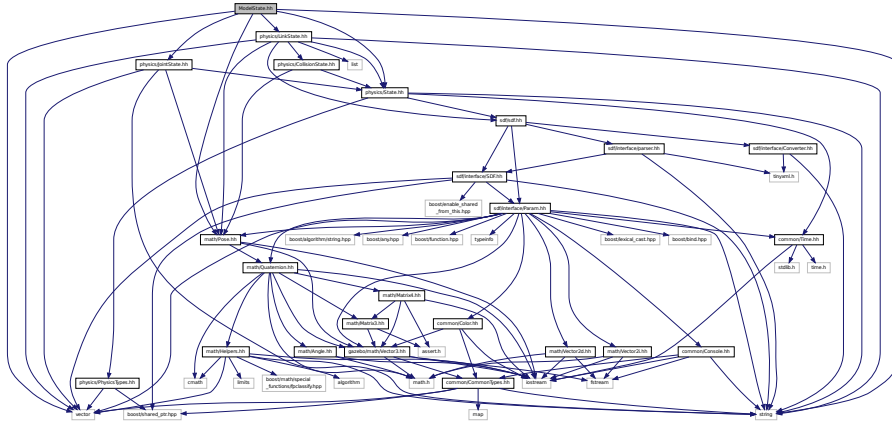 ModelState.hh
physics/LinkState.hh
physics/JointState.hh
physics/CollisionState.hh
list
physics/State.hh
sdf/sdf.hh
sdf/interface/parser.hh
sdf/interface/Converter.hh
sdf/interface/SDF.hh
tinyxml.h
boost/enable_shared
_from_this.hpp
sdf/interface/Param.hh
math/Pose.hh
boost/algorithm/string.hpp
boost/any.hpp
boost/function.hpp
typeinfo
boost/lexical_cast.hpp
boost/bind.hpp
common/Time.hh
math/Quaternion.hh
stdlib.h
time.h
math/Matrix4.hh
math/Matrix3.hh
common/Color.hh
math/Helpers.hh
math/Angle.hh
gazebo/math/Vector3.hh
assert.h
math/Vector2d.hh
math/Vector2i.hh
common/Console.hh
physics/PhysicsTypes.hh
cmath
limits
boost/math/special
_functions/fpclassify.hpp
algorithm
math.h
common/CommonTypes.hh
iostream
fstream
vector
boost/shared_ptr.hpp
map
string